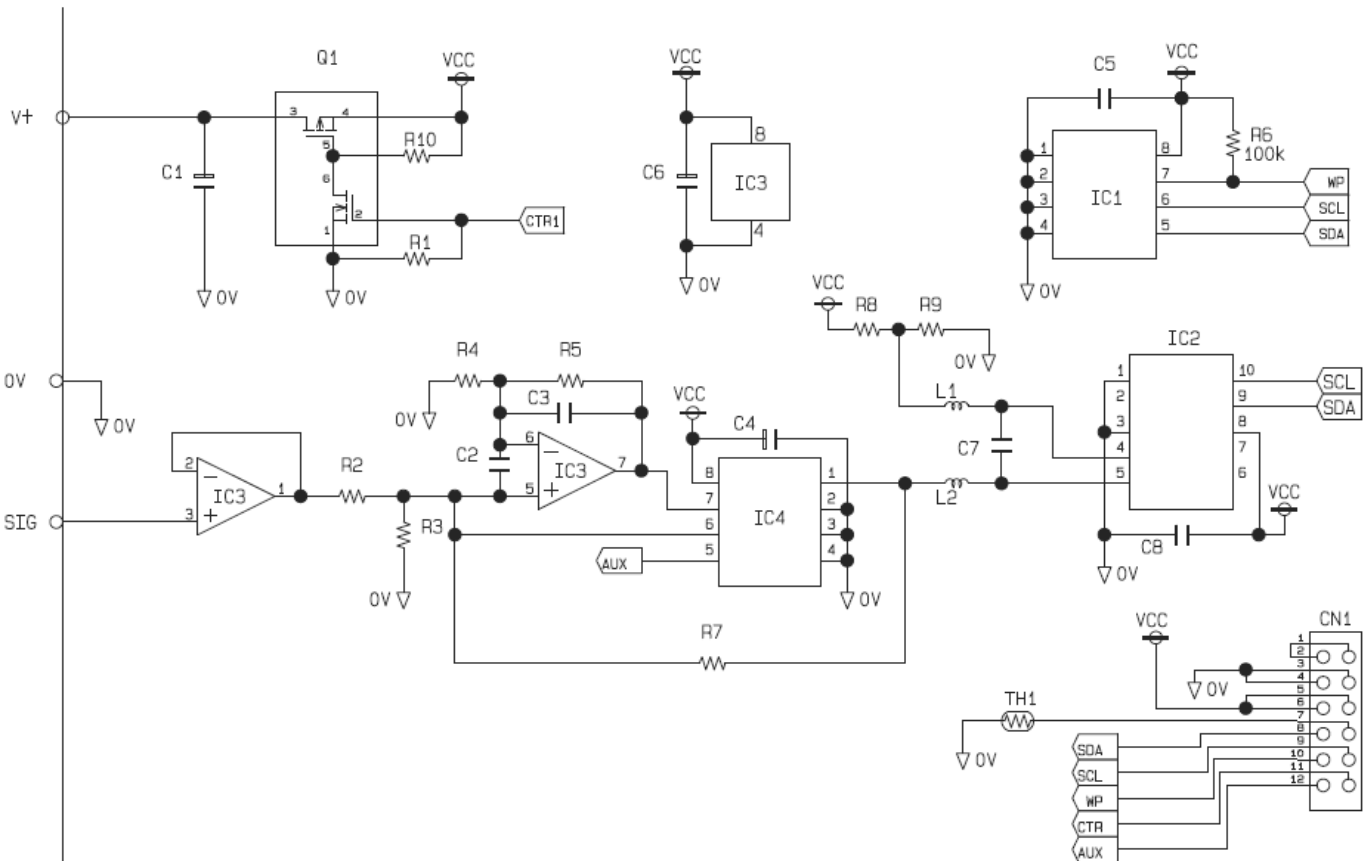 Q1
VCC
VCC
VCC
C5
V+
3
4
5
6
2
1
R10
R1
C1
CTR1
0V
0V
C6
8
IC3
4
0V
1
2
3
4
IC1
8
7
6
5
R6
100k
WP
SCL
SDA
0V
VCC
R8
R9
0V
IC2
1
2
3
4
5
10
9
8
7
6
SCL
SDA
L1
C7
L2
C8
VCC
0V
0V
0V
R4
R5
0V
C3
C2
6
5
7
IC3
VCC
C4
8
7
6
5
IC4
1
2
3
4
0V
AUX
SIG
2
3
1
IC3
R2
R3
0V
R7
VCC
CN1
1
2
3
4
5
6
7
8
9
10
11
12
0V
TH1
0V
SDA
SCL
WP
CTR
AUX